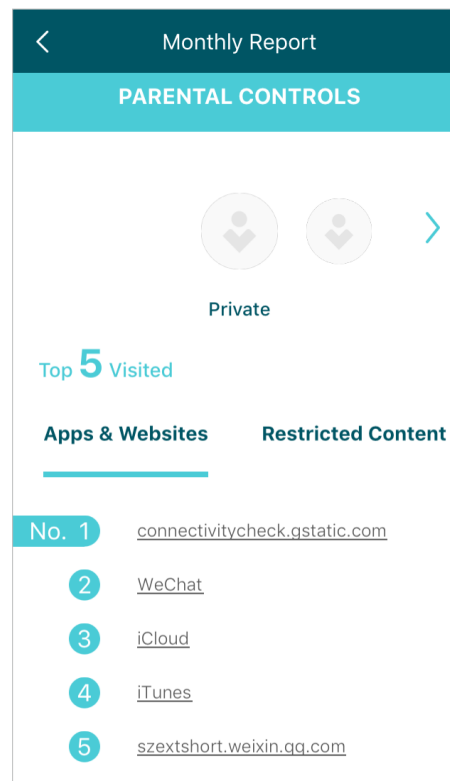 Monthly Report
PARENTAL CONTROLS
Private
Top 5 Visited
Apps & Websites Restricted Content
No. 1 connectivitycheck.gstatic.com
2 WeChat
3 iCloud
4 iTunes
5 szextshort.weixin.qq.com